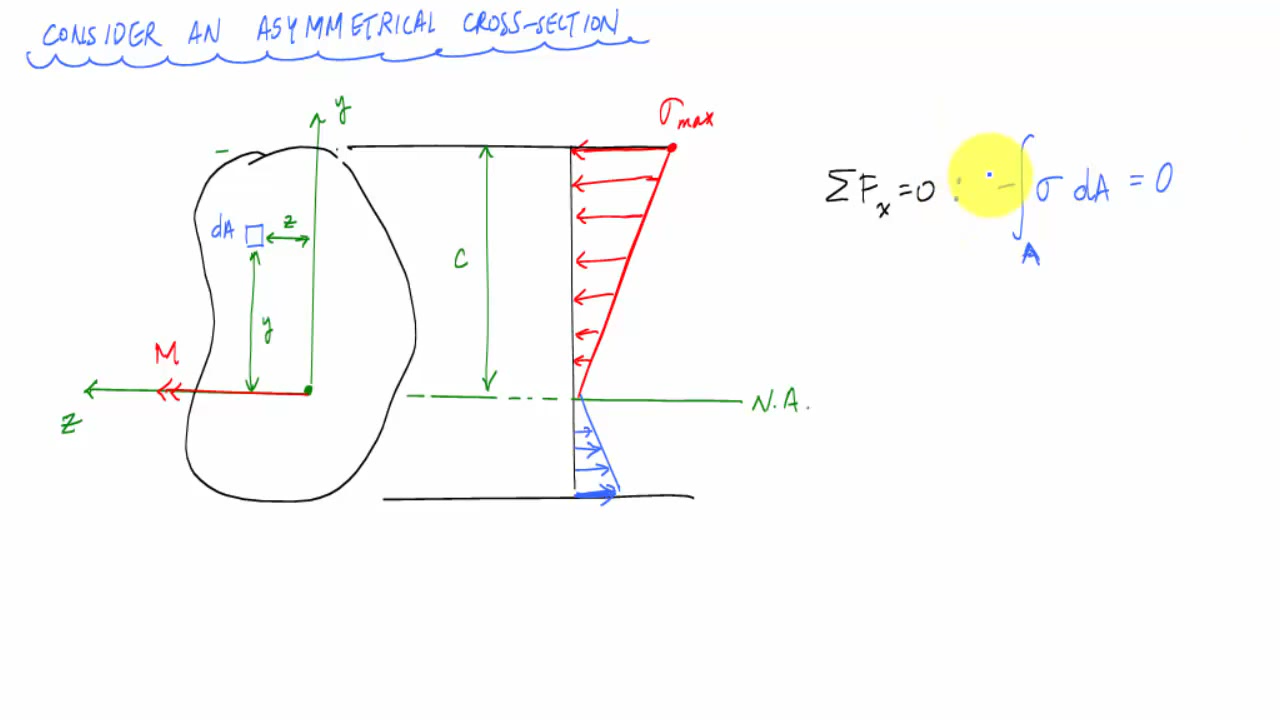 CONSIDER AN ASYMMETRICAL CROSS-SECTION
y
σmax
dA
z
ΣFx = 0 : -∫A σ dA = 0
C
y
M
z
N.A.